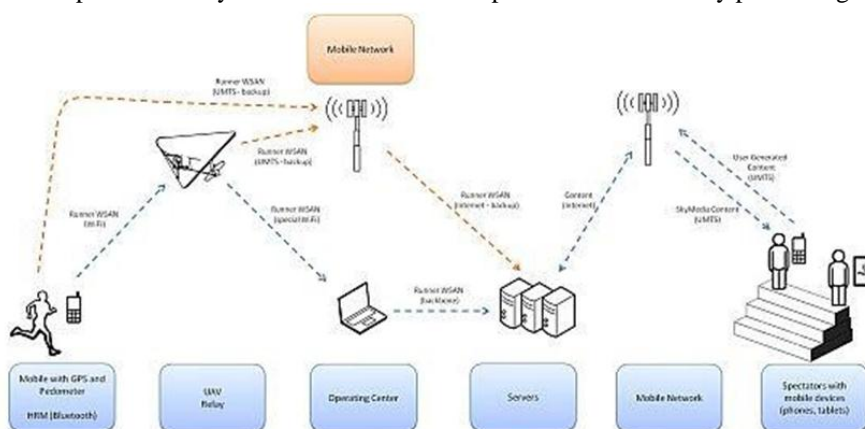 Mobile Network
Runner WSAN
(UMTS - backup)
Runner WSAN
(UMTS - backup)
User Generated
Content
(UMTS)
Runner WSAN
(Wi-Fi)
Runner WSAN
(special WiFi)
Runner WSAN
(Internet - backup)
Content
(Internet)
SkyMedia Content
(UMTS)
Runner WSAN
(backbone)
Mobile with GPS and
Pedometer
HRM (Bluetooth)
UAV
Relay
Operating Center
Servers
Mobile Network
Spectators with
mobile devices
(phones, tablets)